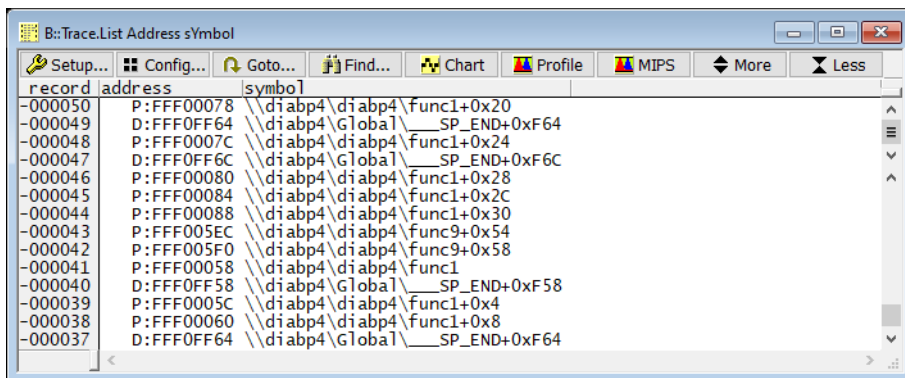 B::Trace.List Address sYmbol
Setup... Config... Goto... Find... Chart Profile MIPS More Less
record address symbol
-000050 P:FFF00078 \\diabp4\diabp4\func1+0x20
-000049 D:FFF0FF64 \\diabp4\Global\___SP_END+0xF64
-000048 P:FFF0007C \\diabp4\diabp4\func1+0x24
-000047 D:FFF0FF6C \\diabp4\Global\___SP_END+0xF6C
-000046 P:FFF00080 \\diabp4\diabp4\func1+0x28
-000045 P:FFF00084 \\diabp4\diabp4\func1+0x2C
-000044 P:FFF00088 \\diabp4\diabp4\func1+0x30
-000043 P:FFF005EC \\diabp4\diabp4\func9+0x54
-000042 P:FFF005F0 \\diabp4\diabp4\func9+0x58
-000041 P:FFF00058 \\diabp4\diabp4\func1
-000040 D:FFF0FF58 \\diabp4\Global\___SP_END+0xF58
-000039 P:FFF0005C \\diabp4\diabp4\func1+0x4
-000038 P:FFF00060 \\diabp4\diabp4\func1+0x8
-000037 D:FFF0FF64 \\diabp4\Global\___SP_END+0xF64